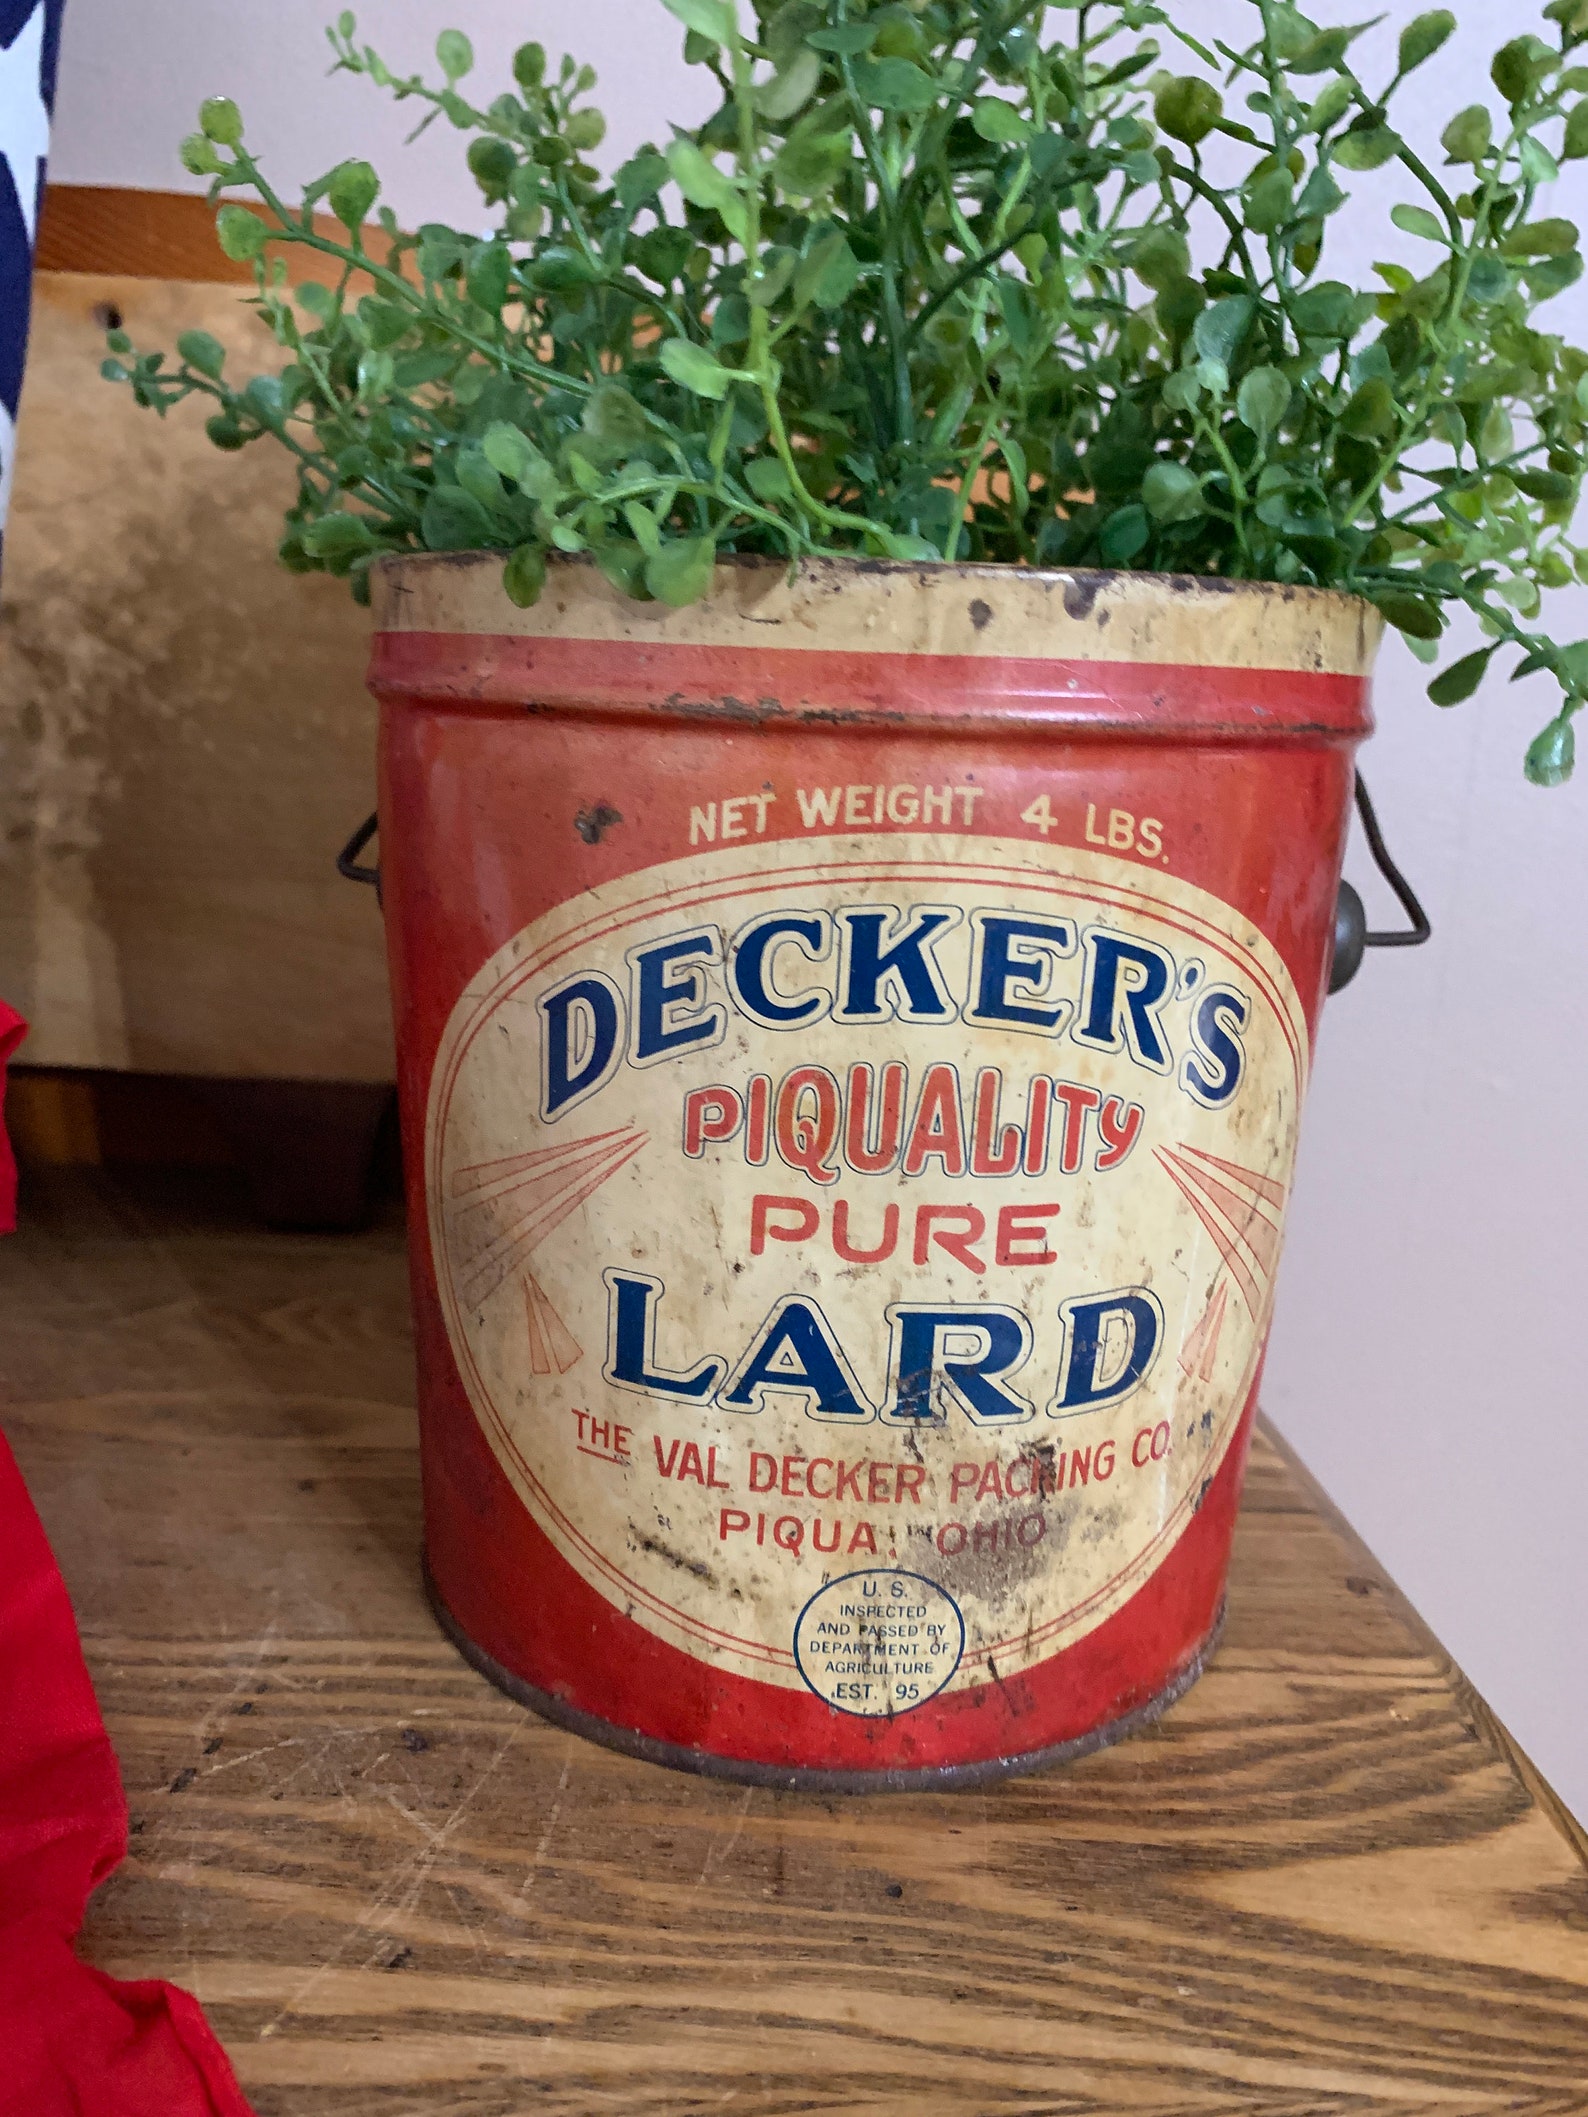 NET WEIGHT 4 LBS.
DECKER'S
PIQUALITY
PURE
LARD
THE VAL DECKER PACKING CO.
PIQUA, OHIO
U. S.
INSPECTED
AND PASSED BY
DEPARTMENT OF
AGRICULTURE
EST. 95